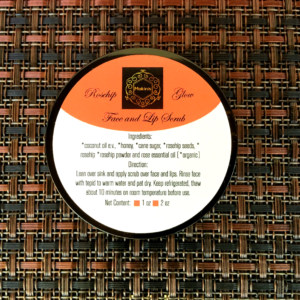 Rosehip Glow
Face and Lip Scrub
Ingredients:
*coconut oil e.v., *honey, *cane sugar, *rosehip seeds, *
rosehip *rosehip powder and rose essential oil ( *organic)
Direction:
Lean over sink and apply scrub over face and lips. Rinse face
with tepid to warm water and pat dry. Keep refrigerated, thaw
about 10 minutes on room temperature before use.
Net Content: 1 oz 2 oz